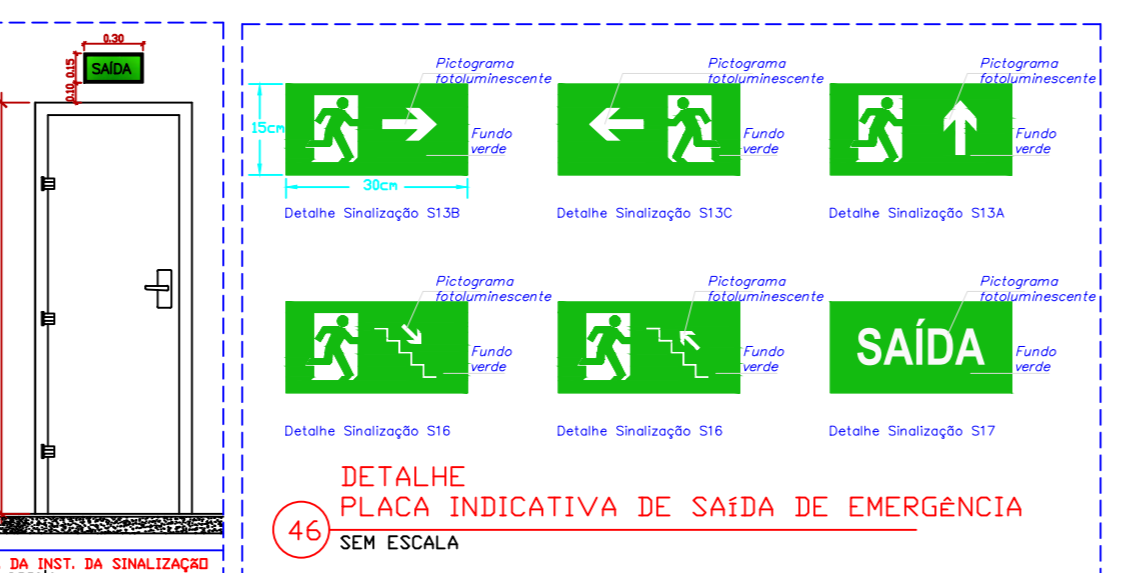 0.30
0.15
SAÍDA
0.10
DA INST. DA SINALIZAÇÃO
Pictograma
fotoluminescente
15cm
Fundo
verde
30cm
Detalhe Sinalização S13B
Pictograma
fotoluminescente
Fundo
verde
Detalhe Sinalização S13C
Pictograma
fotoluminescente
Fundo
verde
Detalhe Sinalização S13A
Pictograma
fotoluminescente
Fundo
verde
Detalhe Sinalização S16
Pictograma
fotoluminescente
Fundo
verde
Detalhe Sinalização S16
Pictograma
fotoluminescente
SAÍDA
Fundo
verde
Detalhe Sinalização S17
DETALHE
46 PLACA INDICATIVA DE SAíDA DE EMERGÊNCIA
SEM ESCALA